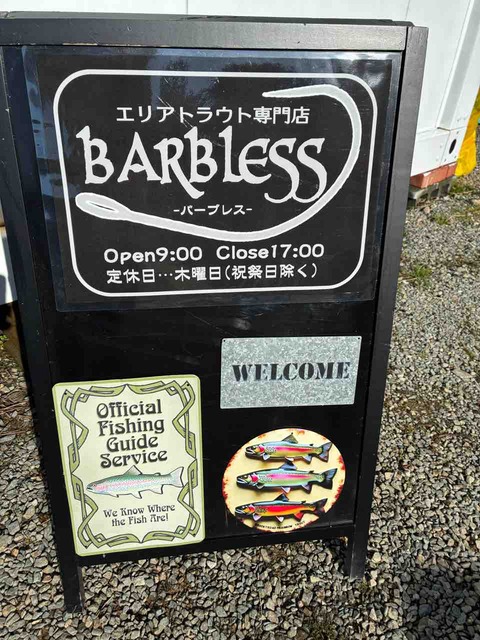 エリアトラウト専門店
BARBLESS
-バーブレス-
Open9:00 Close17:00
定休日…木曜日(祝祭日除く)
WELCOME
Official
Fishing
Guide
Service
We Know Where
the Fish Are!